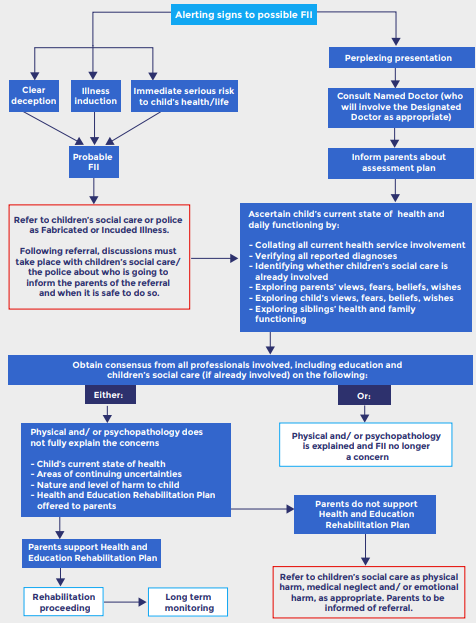 Alerting signs to possible FII
Perplexing presentation
Clear
deception
Illness
induction
Immediate serious risk
to child's health/life
Consult Named Doctor (who
will involve the Designated
Doctor as appropriate)
Probable
FII
Inform parents about
assessment plan
Refer to children's social care or police
as Fabricated or Incuced Illness.
Following referral, discussions must
take place with children's social care/
the police about who is going to
inform the parents of the referral
and when it is safe to do so.
Ascertain child's current state of health and
daily functioning by:
– Collating all current health service involvement
– Verifying all reported diagnoses
– Identifying whether children's social care is
already involved
– Exploring parents' views, fears, beliefs, wishes
– Exploring child's views, fears, beliefs, wishes
– Exploring siblings' health and family
functioning
Obtain consensus from all professionals involved, including education and
children's social care (if already involved) on the following:
Either:
Or:
Physical and/ or psychopathology does
not fully explain the concerns
– Child's current state of health
– Areas of continuing uncertainties
– Nature and level of harm to child
– Health and Education Rehabilitation Plan
offered to parents
Physical and/ or psychopathology
is explained and FII no longer
a concern
Parents do not support
Health and Education
Rehabilitation Plan
Parents support Health and
Education Rehabilitation Plan
Refer to children's social care as physical
harm, medical neglect and/ or emotional
harm, as appropriate. Parents to be
informed of referral.
Rehabilitation
proceeding
Long term
monitoring